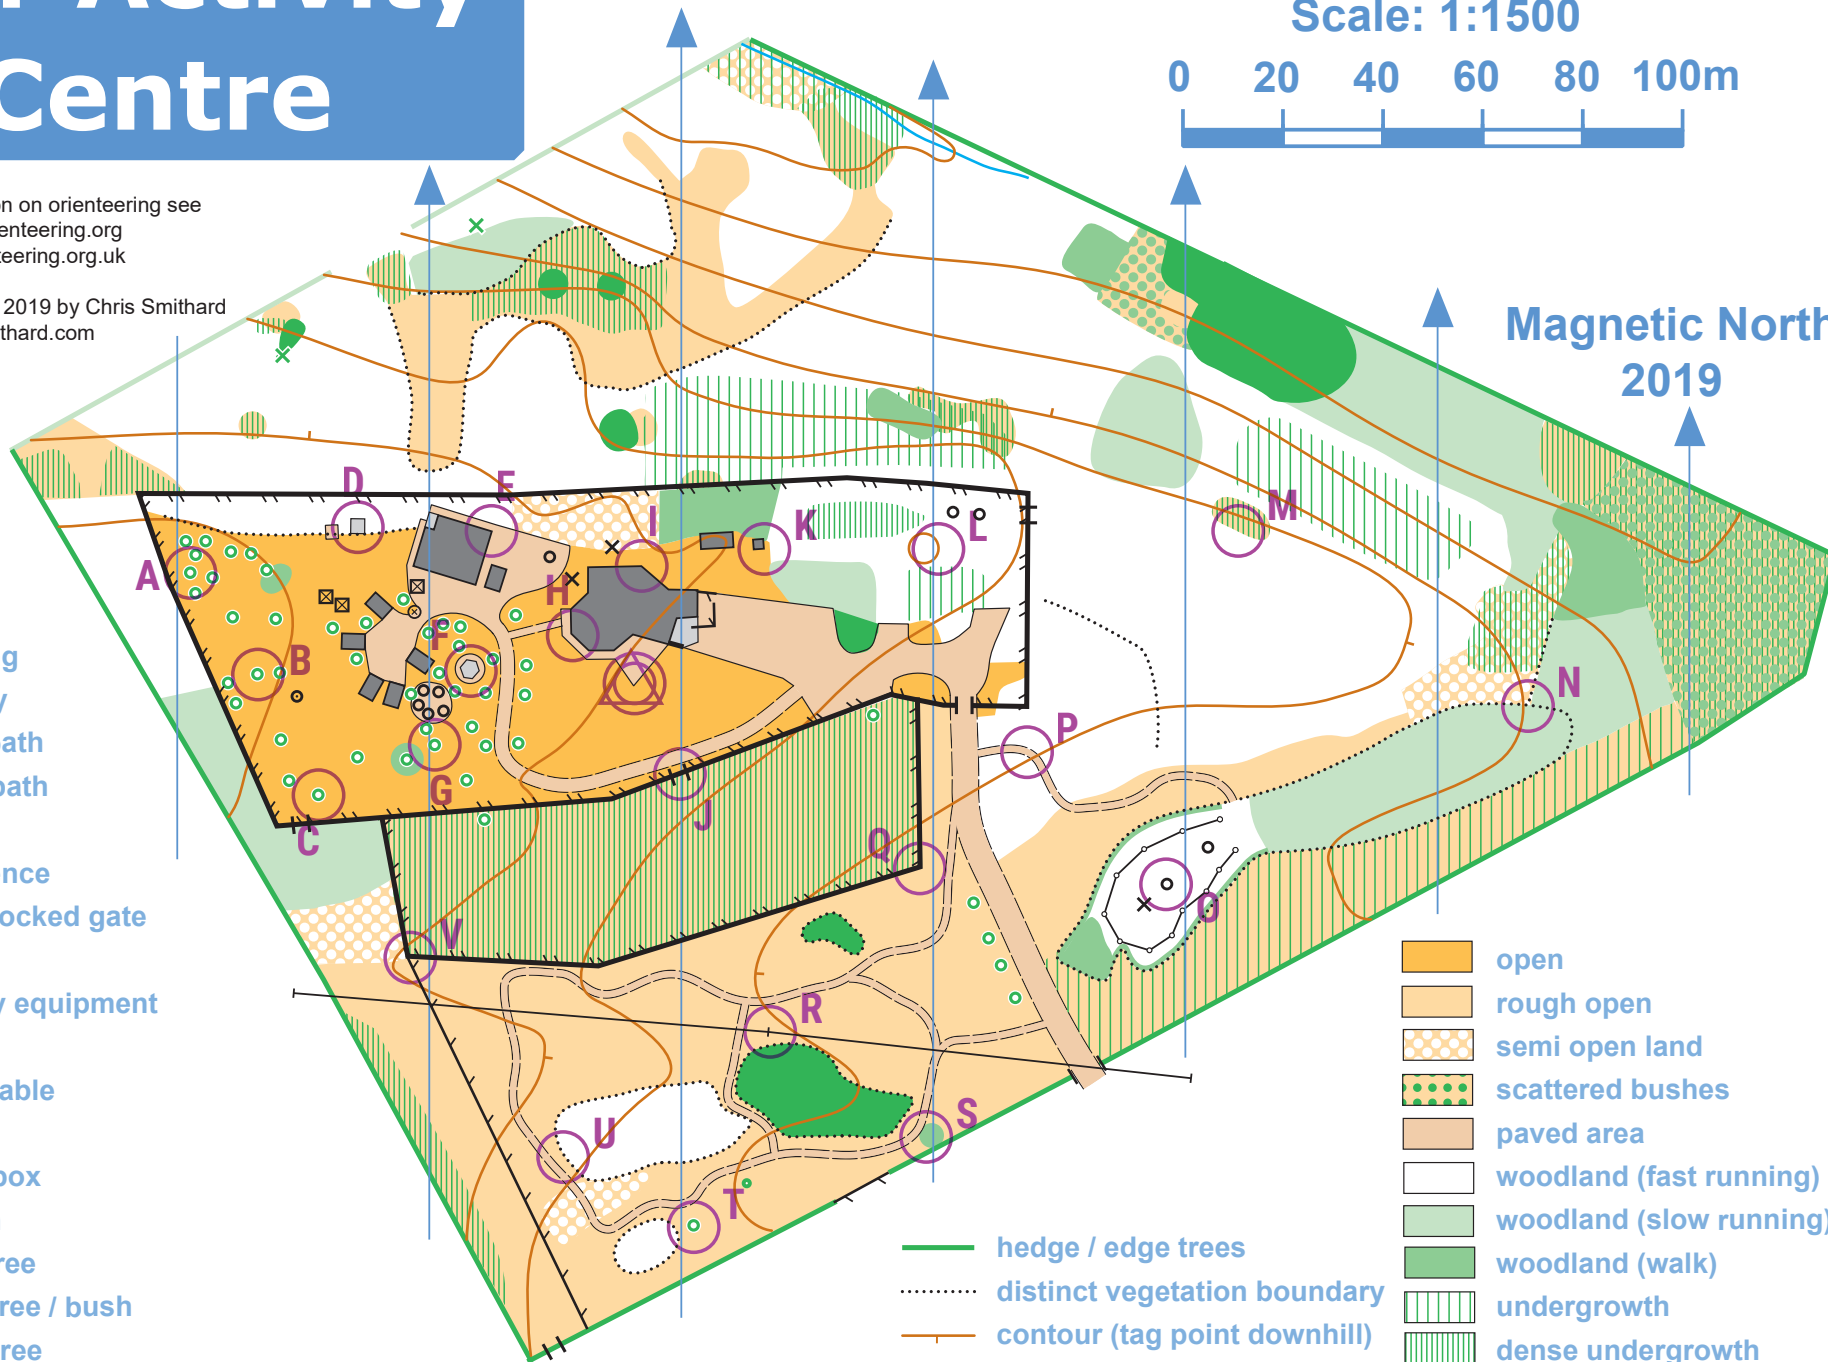 Activity
Centre
Scale: 1:1500
0 20 40 60 80 100m
n on orienteering see
enteering.org
teering.org.uk
2019 by Chris Smithard
thard.com
Magnetic North
2019
D
E
I
K
L
M
A
H
B
F
N
P
G
J
C
Q
O
V
R
S
U
T
g
y
ath
path
nce
ocked gate
y equipment
able
box
ree
ree / bush
ree
hedge / edge trees
distinct vegetation boundary
contour (tag point downhill)
open
rough open
semi open land
scattered bushes
paved area
woodland (fast running)
woodland (slow running)
woodland (walk)
undergrowth
dense undergrowth